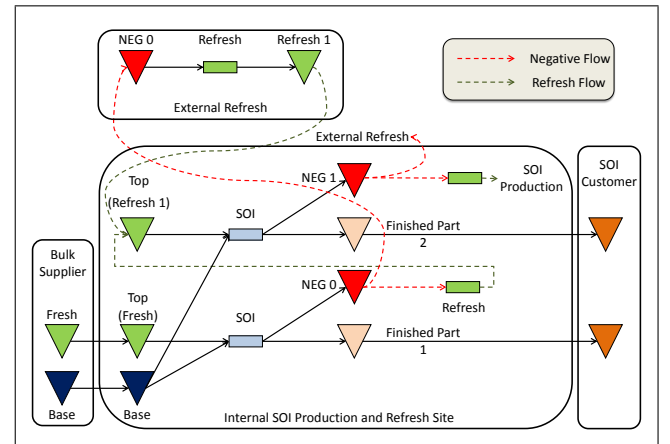 NEG 0
Refresh
Refresh 1
External Refresh
Negative Flow
Refresh Flow
External Refresh
NEG 1
SOI
Production
SOI
Customer
Top
(Refresh 1)
SOI
Finished Part
2
Bulk
Supplier
NEG 0
Refresh
Fresh
Top
(Fresh)
SOI
Finished Part
1
Base
Base
Internal SOI Production and Refresh Site